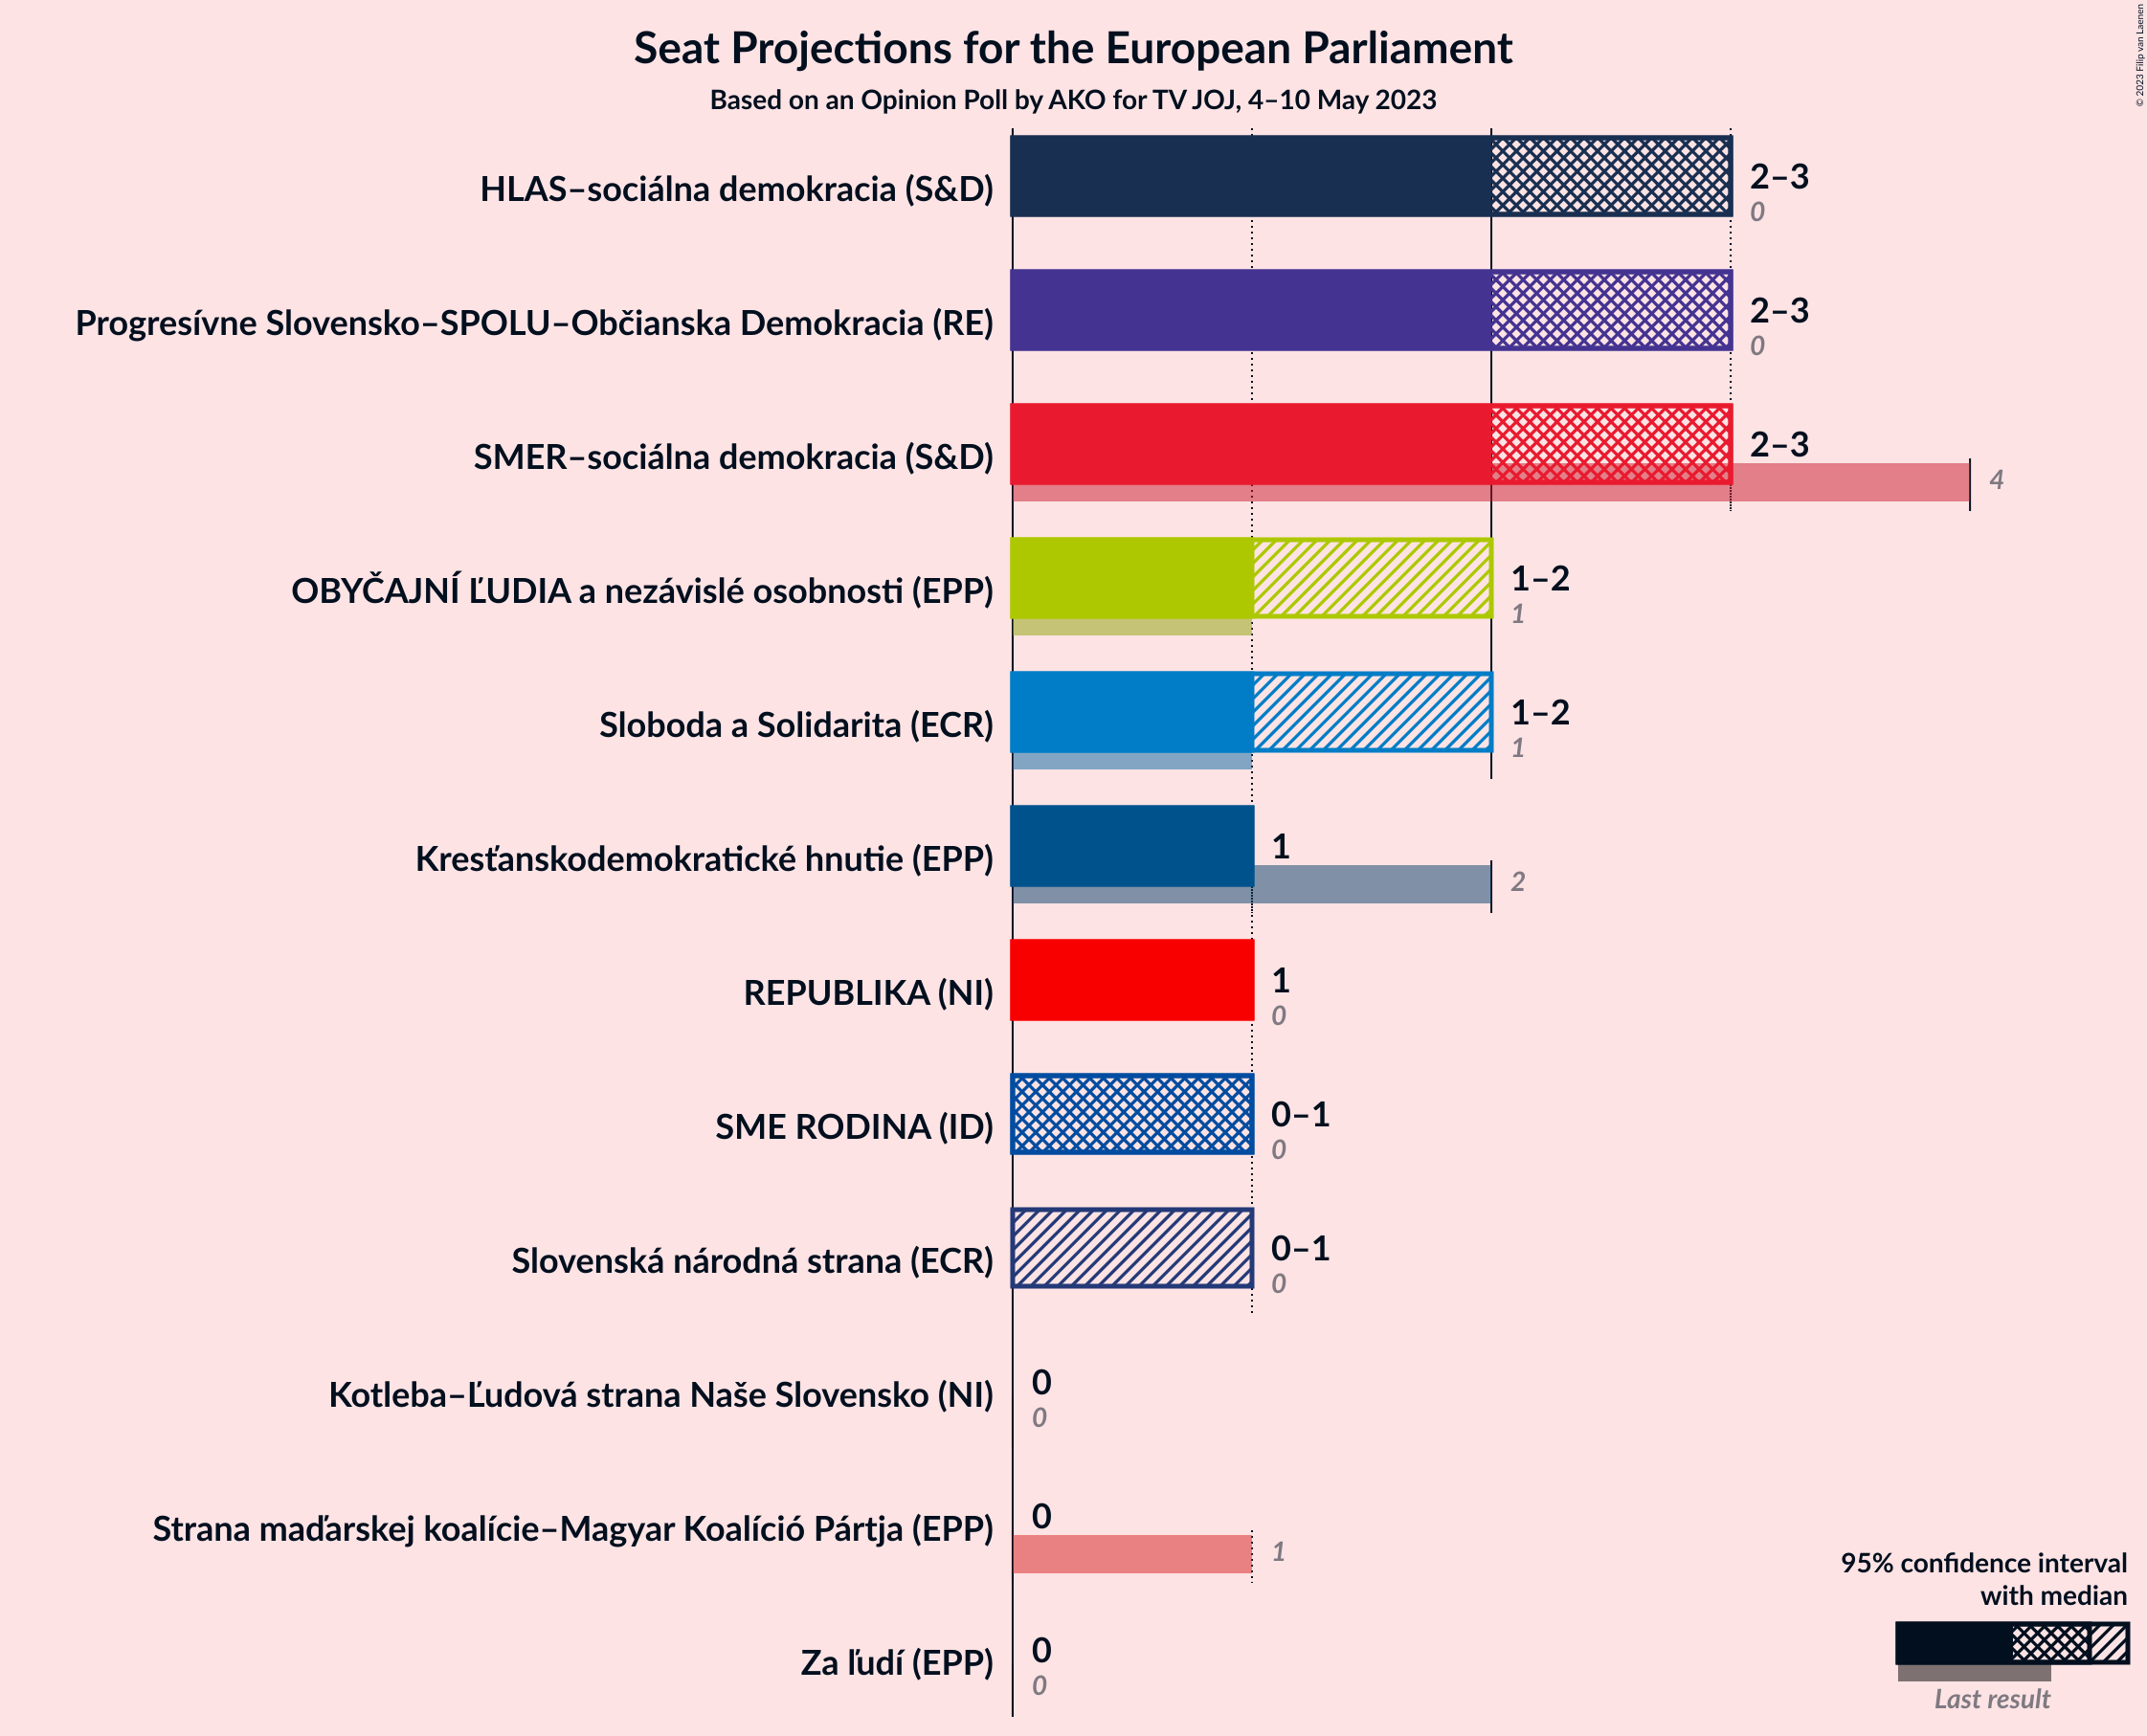 Seat Projections for the European Parliament
Based on an Opinion Poll by AKO for TV JOJ, 4–10 May 2023
© 2023 Filip van Laenen
HLAS–sociálna demokracia (S&D)
2–3
0
Progresívne Slovensko–SPOLU–Občianska Demokracia (RE)
2–3
0
SMER–sociálna demokracia (S&D)
2–3
4
OBYČAJNÍ ĽUDIA a nezávislé osobnosti (EPP)
1–2
1
Sloboda a Solidarita (ECR)
1–2
1
Kresťanskodemokratické hnutie (EPP)
1
2
REPUBLIKA (NI)
1
0
SME RODINA (ID)
0–1
0
Slovenská národná strana (ECR)
0–1
0
Kotleba–Ľudová strana Naše Slovensko (NI)
0
0
Strana maďarskej koalície–Magyar Koalíció Pártja (EPP)
0
1
Za ľudí (EPP)
0
0
95% confidence interval
with median
Last result